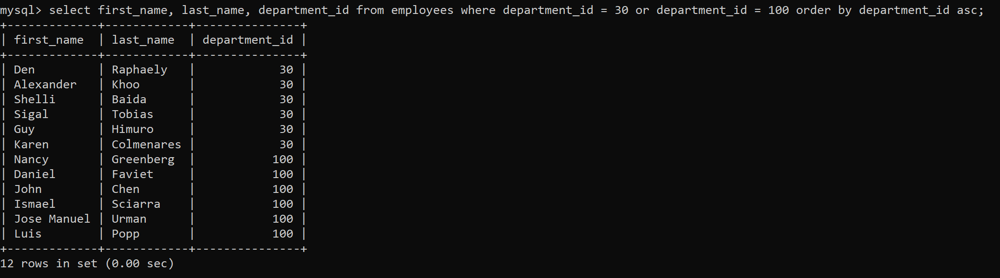 mysql> select first_name, last_name, department_id from employees where department_id = 30 or department_id = 100 order by department_id asc;
+-------------+------------+---------------+
| first_name  | last_name  | department_id |
+-------------+------------+---------------+
| Den         | Raphaely   |            30 |
| Alexander   | Khoo       |            30 |
| Shelli      | Baida      |            30 |
| Sigal       | Tobias     |            30 |
| Guy         | Himuro     |            30 |
| Karen       | Colmenares |            30 |
| Nancy       | Greenberg  |           100 |
| Daniel      | Faviet     |           100 |
| John        | Chen       |           100 |
| Ismael      | Sciarra    |           100 |
| Jose Manuel | Urman      |           100 |
| Luis        | Popp       |           100 |
+-------------+------------+---------------+
12 rows in set (0.00 sec)